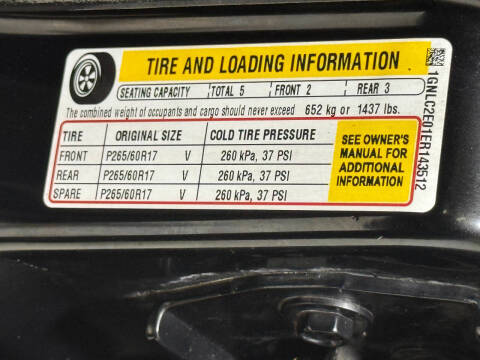 TIRE AND LOADING INFORMATION
SEATING CAPACITY TOTAL 5 FRONT 2 REAR 3
The combined weight of occupants and cargo should never exceed 652 kg or 1437 lbs.
TIRE ORIGINAL SIZE COLD TIRE PRESSURE
FRONT P265/60R17 V 260 kPa, 37 PSI
REAR P265/60R17 V 260 kPa, 37 PSI
SPARE P265/60R17 V 260 kPa, 37 PSI
SEE OWNER'S
MANUAL FOR
ADDITIONAL
INFORMATION
1GNLC2E01ER143512